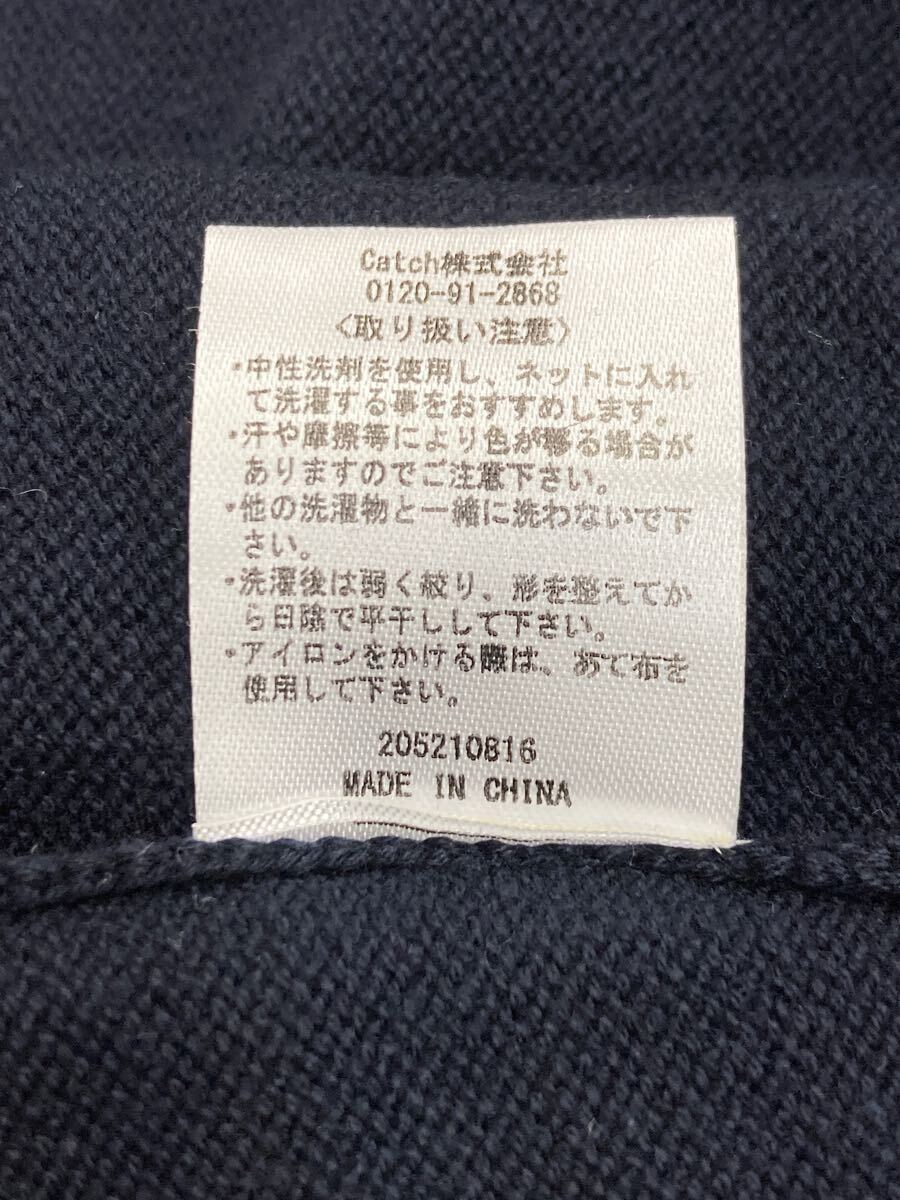 Catch株式会社
0120-91-2868
〈取り扱い注意〉
・中性洗剤を使用し、ネットに入れ
て洗濯する事をおすすめします。
・汗や摩擦等により色が移る場合が
ありますのでご注意下さい。
・他の洗濯物と一緒に洗わないで下
さい。
・洗濯後は弱く絞り、形を整えてか
ら日陰で平干しして下さい。
・アイロンをかける際は、あて布を
使用して下さい。
205210816
MADE IN CHINA